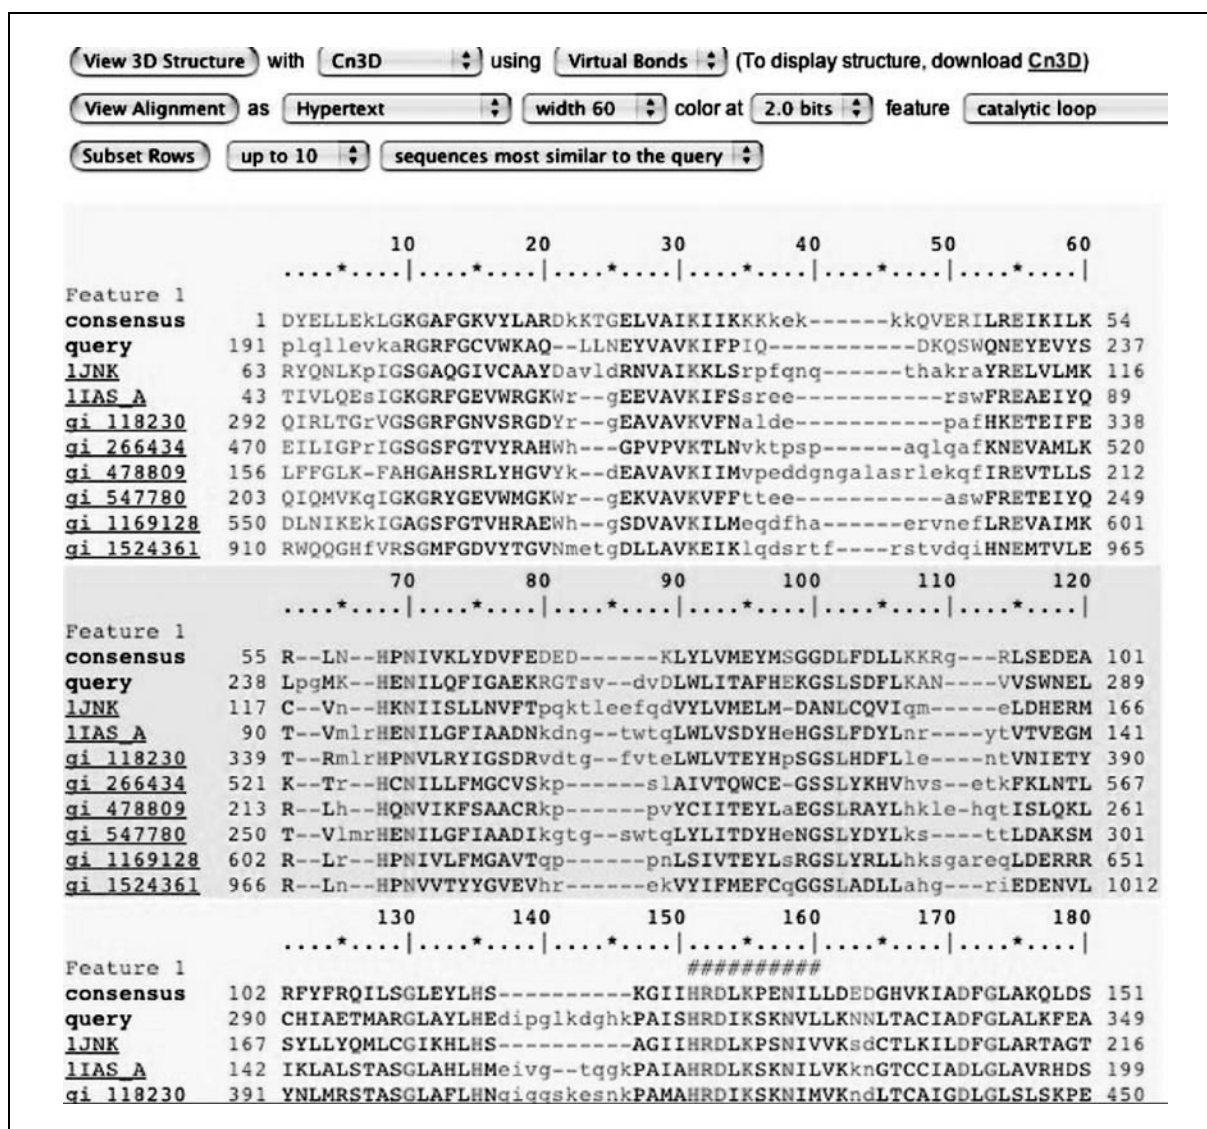 View 3D Structure with Cn3D using Virtual Bonds (To display structure, download Cn3D)
View Alignment as Hypertext width 60 color at 2.0 bits feature catalytic loop
Subset Rows up to 10 sequences most similar to the query
10 20 30 40 50 60
....*....|....*....|....*....|....*....|....*....|....*....|
Feature 1
consensus 1 DYELLEkLGKGAFGKVYLARDkKTGELVAIKIIKKKKkek------kkQVERILREIKILK 54
query 191 plqllevkaRGRFGCVWKAQ--LLNEYVAVKIFPIQ-----------DKQSWQNEYEVYS 237
1JNK 63 RYQNLKpIGSGAQGIVCAAYDavldRNVAIKKLSrpfqnq------thakraYRELVLMK 116
1IAS_A 43 TIVLQEsIGKGRFGEVWRGKWr--gEEVAVKIFSsree---------rswFREAEIYQ 89
gi 118230 292 QIRLTGrVGSGRFGNVSRGDYr--gEAVAVKVFNalde---------pafHKETEIFE 338
gi 266434 470 EILIGPrIGSGSFGTVYRAHWh--GPVPVKTLNvktpsp-----aqlqafKNEVAMLK 520
gi 478809 156 LFFGLK-FAHGAHSRLYHGVYk--dEAVAVKIIMvpeddgngalasrlekqfIREVTLLS 212
gi 547780 203 QIQMVKqIGKGRYGEVWMGKWr--gEKVAVKVFFttee---------aswFRETEIYQ 249
gi 1169128 550 DLNIKEkIGAGSFGTVHRAEWh--gSDVAVKILMeqdfha------ervnefLREVAIMK 601
gi 1524361 910 RWQQGHfVRSGMFGDVYTGVNmetgDLLAVKEIKlqdsrtf----rstvdqiHNEMTVLE 965
70 80 90 100 110 120
....*....|....*....|....*....|....*....|....*....|....*....|
Feature 1
consensus 55 R--LN--HPNIVKLYDVFEDED------KLYLVMEYMSGGDLFDLLKKRg---RLSEDEA 101
query 238 LpgMK--HENILQFIGAEKRGTsv--dvDLWLITAFHEKGSLSDFLKAN----VVSWNEL 289
1JNK 117 C--Vn--HKNIISLLNVFTpqktleefqdVYLVMELM-DANLCQVIqm-----eLDHERM 166
1IAS_A 90 T--VmlrHENILGFIAADNkdng--twtqLWLVSDYHeHGSLFDYLnr----ytVTVEGM 141
gi 118230 339 T--RmlrHPNVLRYIGSDRvdtg--fvteLWLVTEYHpSGSLHDFLle----ntVNIETY 390
gi 266434 521 K--Tr--HCNILLFMGCVSkp------slAIVTQWCE-GSSLYKHVhvs--etkFKLNTL 567
gi 478809 213 R--Lh--HQNVIKFSAACRkp------pvYCIITEYLaEGSLRAYLhkle-hqtISLQKL 261
gi 547780 250 T--VlmrHENILGFIAADIkgtg--swtqLYLITDYHeNGSLYDYLks----ttLDAKSM 301
gi 1169128 602 R--Lr--HPNIVLFMGAVTqp------pnLSIVTEYLsRGSLYRLLhksgareqLDERRR 651
gi 1524361 966 R--Ln--HPNVVTYYGVEVhr------ekVYIFMEFCqGGSLADLLahg---riEDENVL 1012
130 140 150 160 170 180
....*....|....*....|....*....|....*....|....*....|....*....|
Feature 1 ##########
consensus 102 RFYFRQILSGLEYLHS----------KGIIHRDLKPENILLDEDGHVKIADFGLAKQLDS 151
query 290 CHIAETMARGLAYLHEdipglkdghkPAISHRDIKSKNVLLKNNLTACIADFGLALKFEA 349
1JNK 167 SYLLYQMLCGIKHLHS----------AGIIHRDLKPSNIVVKsdCTLKILDFGLARTAGT 216
1IAS_A 142 IKLALSTASGLAHLHMeivg--tqgkPAIAHRDLKSKNILVKknGTCCIADLGLAVRHDS 199
gi 118230 391 YNLMRSTASGLAFLHNqiggskesnkPAMAHRDIKSKNIMVKndLTCAIGDLGLSLSKPE 450